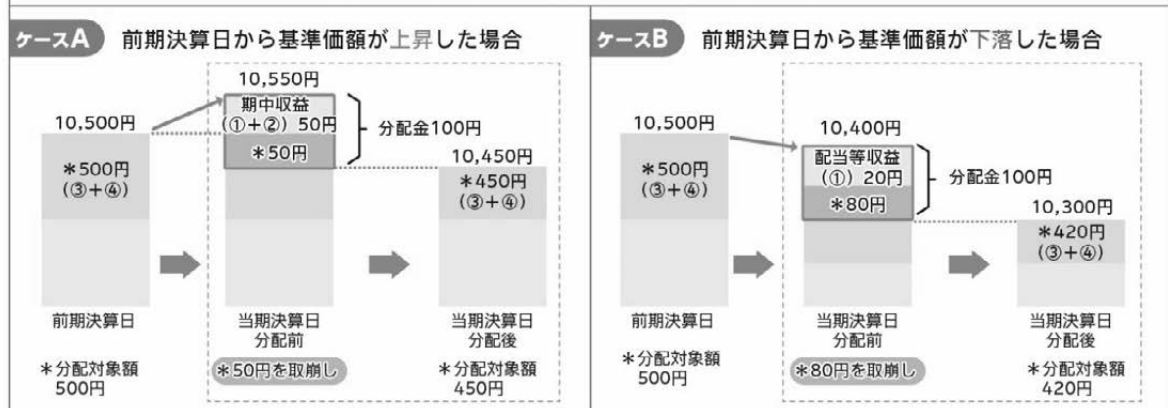 ケースA 前期決算日から基準価額が上昇した場合
10,550円
期中収益
(①+②) 50円
10,500円
分配金100円
*50円
10,450円
*500円
(③+④)
*450円
(③+④)
前期決算日
当期決算日
分配前
当期決算日
分配後
*分配対象額
500円
*50円を取崩し
*分配対象額
450円
ケースB 前期決算日から基準価額が下落した場合
10,500円
10,400円
*500円
(③+④)
配当等収益
(①) 20円
分配金100円
*80円
10,300円
*420円
(③+④)
前期決算日
当期決算日
分配前
当期決算日
分配後
*分配対象額
500円
*80円を取崩し
*分配対象額
420円